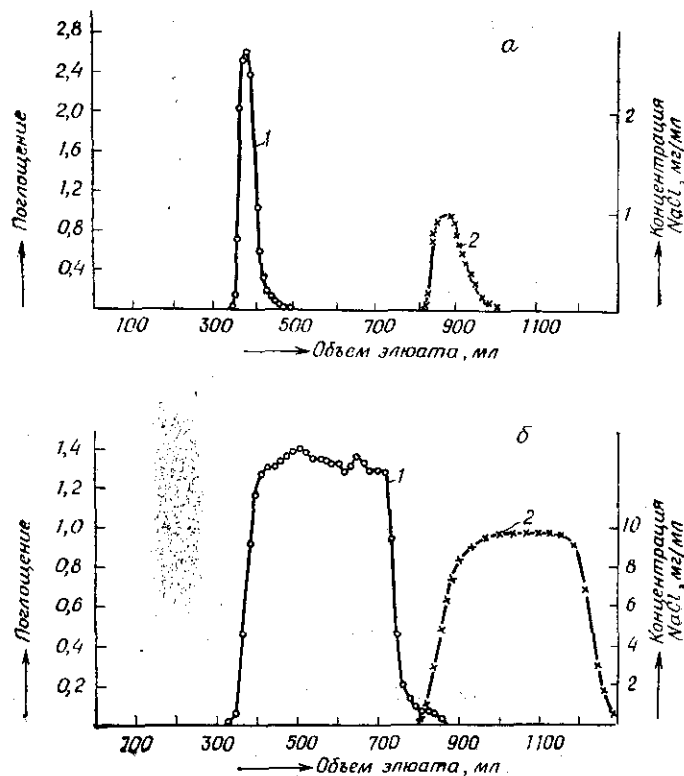 а
2,8
2,4
2,0
1,6
1,2
0,8
0,4
Поглощение
1
2
2
1
Концентрация
NaCl, мг/мл
100 300 500 700 900 1100
Объем элюата, мл
б
1,4
1,2
1,0
0,8
0,6
0,4
0,2
Поглощение
1
2
10
8
6
4
2
Концентрация
NaCl, мг/мл
200 300 500 700 900 1100
Объем элюата, мл